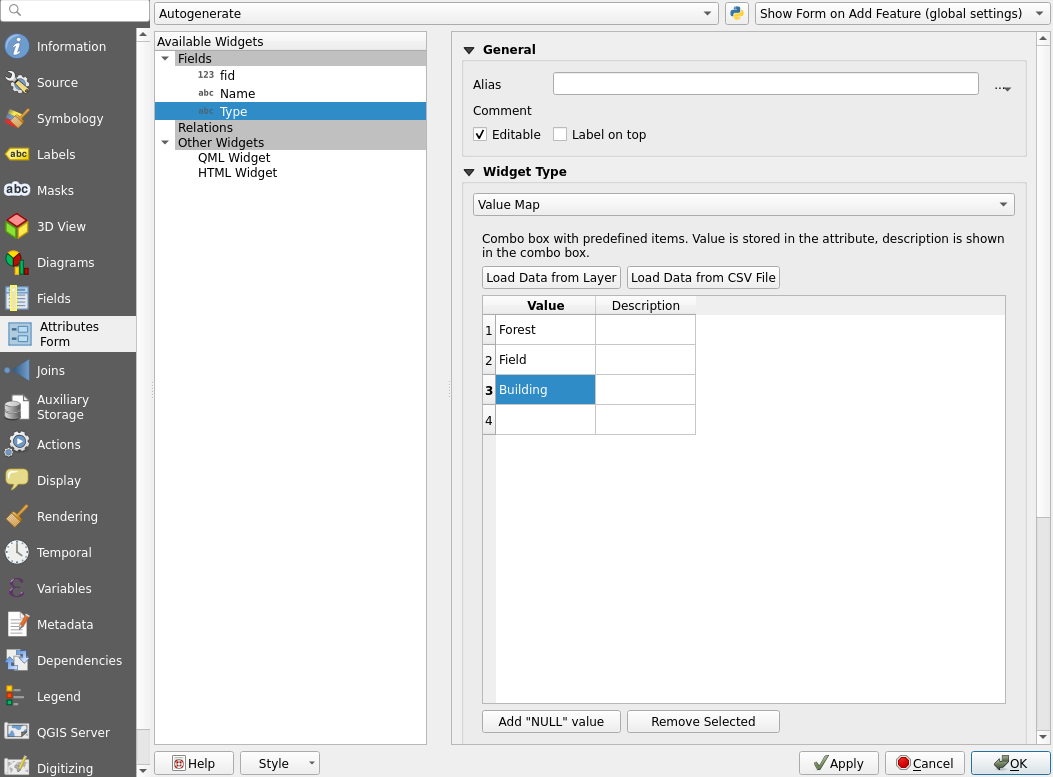 Autogenerate
Show Form on Add Feature (global settings)
Information
Source
Symbology
abc Labels
abc Masks
3D View
Diagrams
Fields
Attributes
Form
Joins
Auxiliary
Storage
Actions
Display
Rendering
Temporal
Variables
Metadata
Dependencies
Legend
QGIS Server
Digitizing
Available Widgets
Fields
123 fid
abc Name
abc Type
Relations
Other Widgets
QML Widget
HTML Widget
General
Alias
...
Comment
Editable Label on top
Widget Type
Value Map
Combo box with predefined items. Value is stored in the attribute, description is shown
in the combo box.
Load Data from Layer Load Data from CSV File
Value Description
1 Forest
2 Field
3 Building
4
Add "NULL" value Remove Selected
Help Style Apply Cancel OK